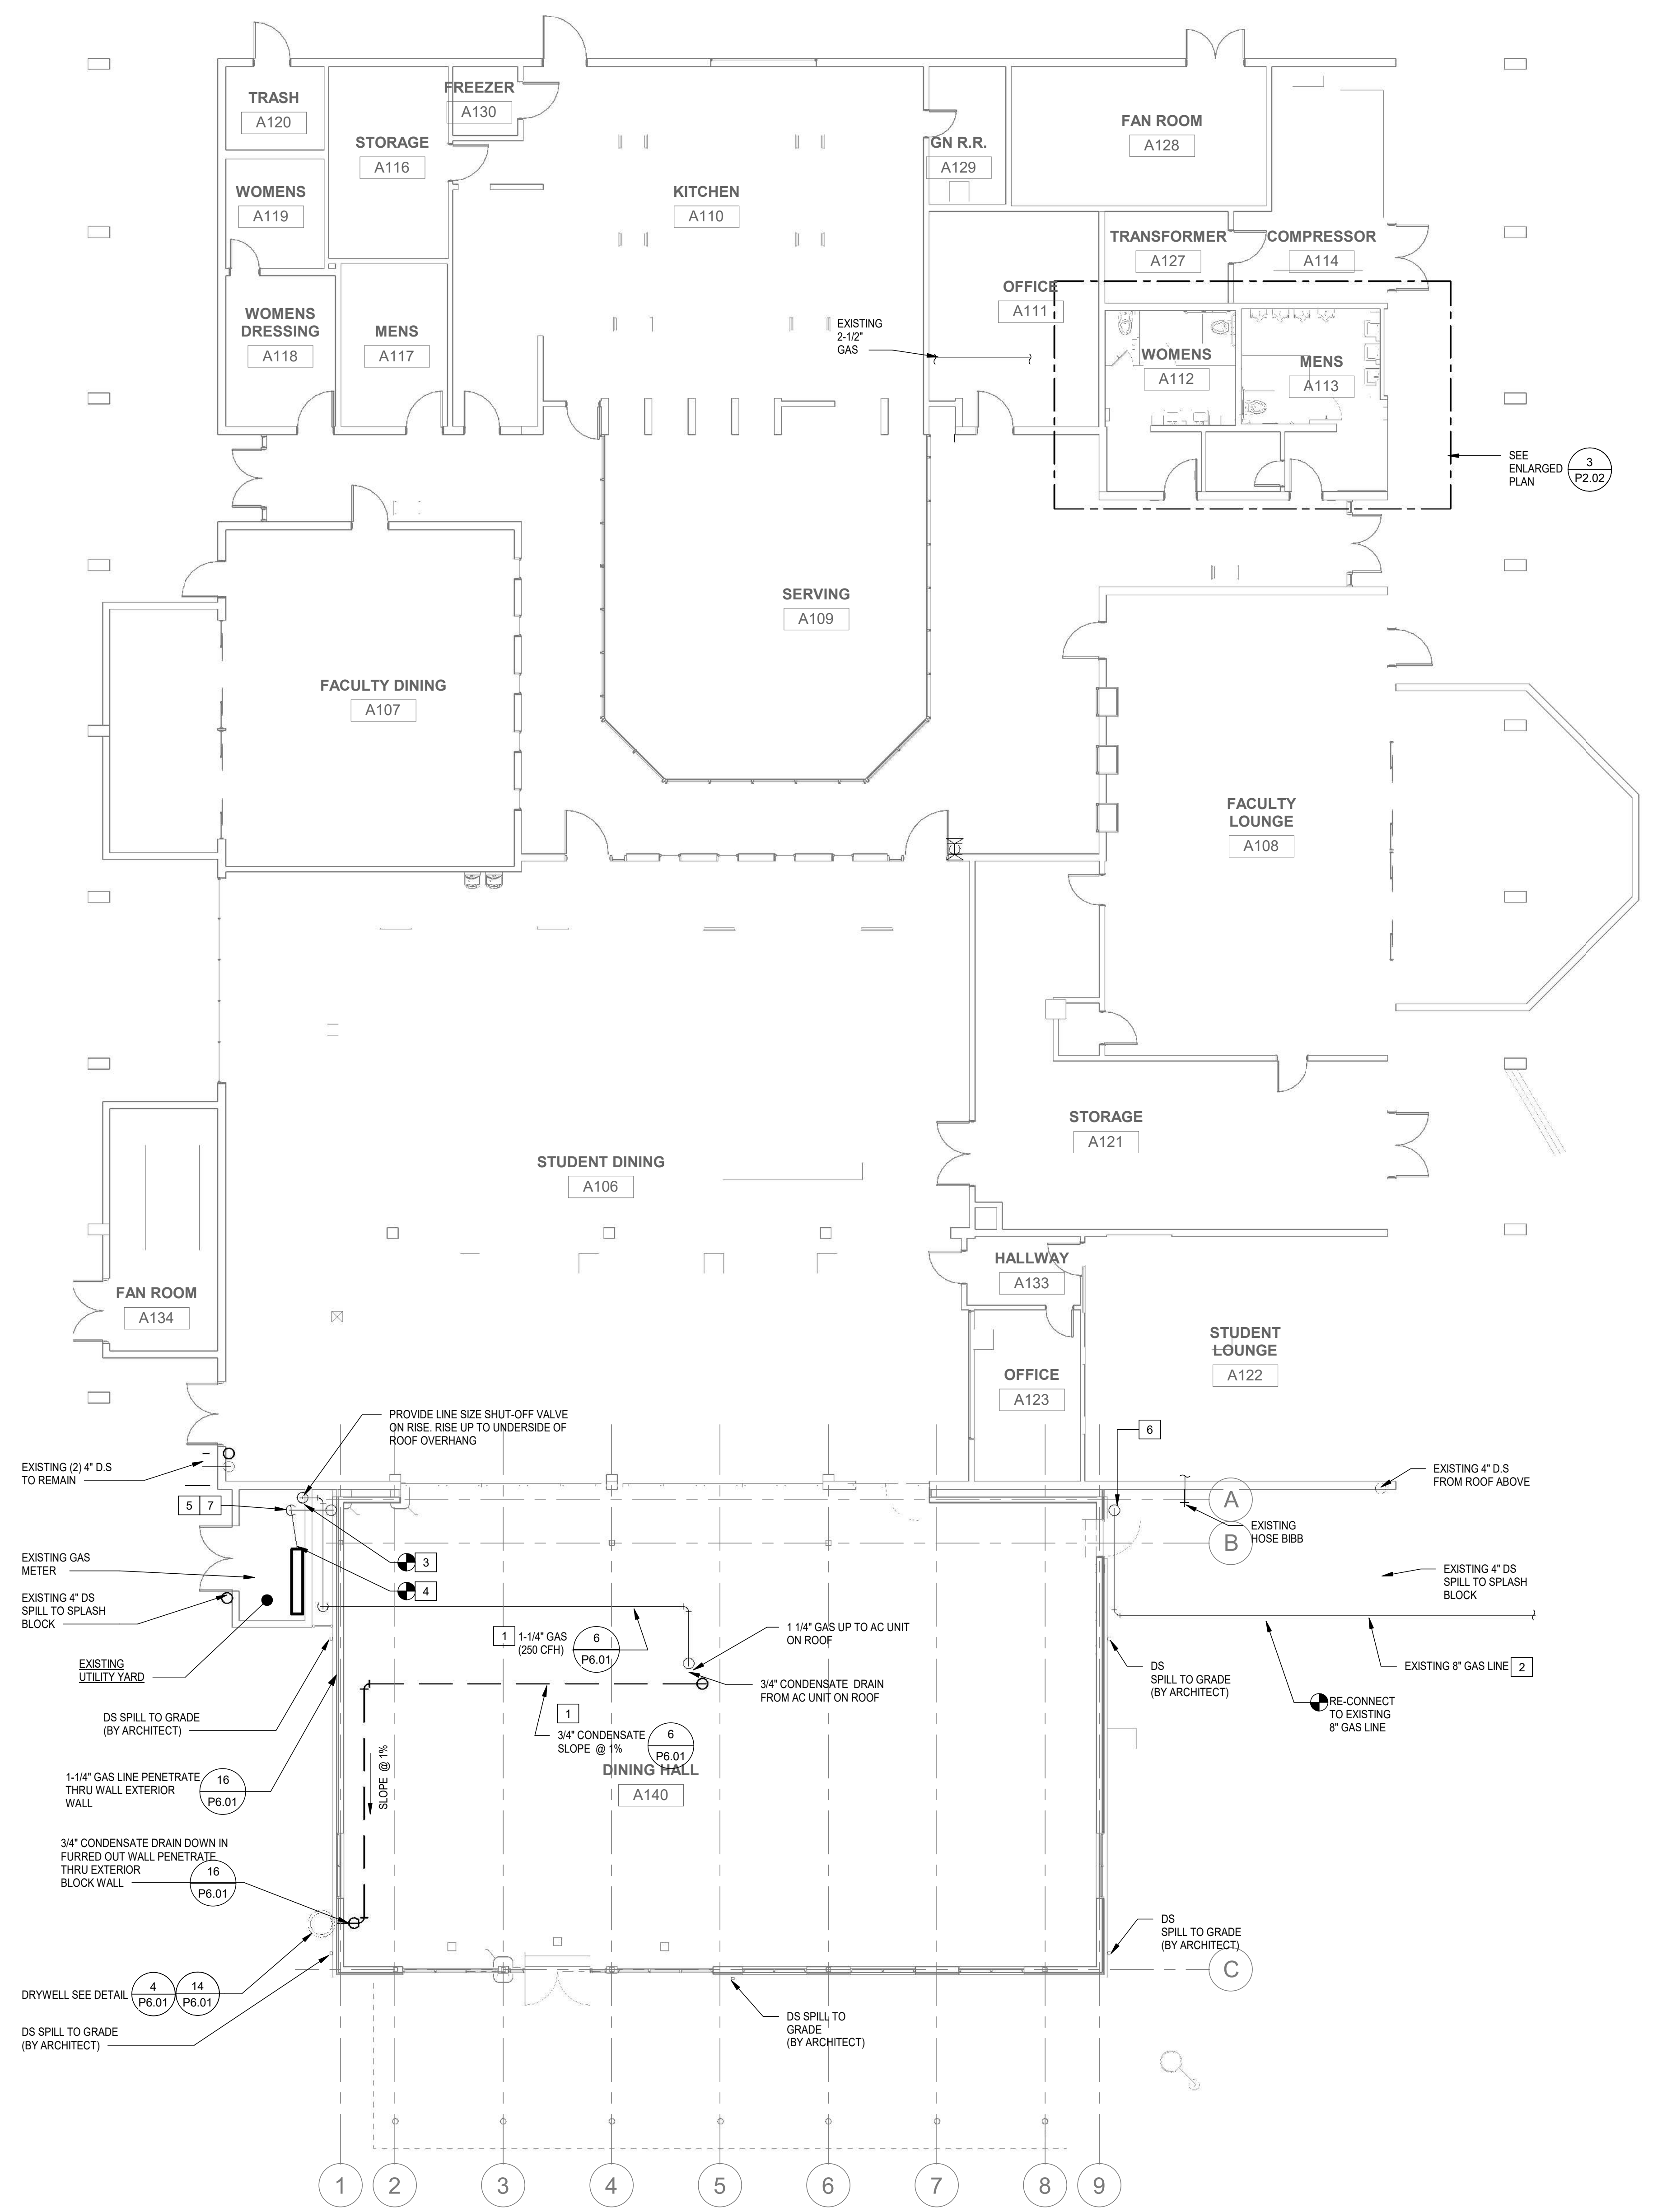 TRASH
A120
FREEZER
A130
STORAGE
A116
GN R.R.
A129
FAN ROOM
A128
WOMENS
A119
KITCHEN
A110
TRANSFORMER
A127
COMPRESSOR
A114
OFFICE
A111
WOMENS
DRESSING
A118
MENS
A117
EXISTING
2-1/2"
GAS
WOMENS
A112
MENS
A113
SEE
ENLARGED
PLAN
3
P2.02
SERVING
A109
FACULTY DINING
A107
FACULTY
LOUNGE
A108
STORAGE
A121
STUDENT DINING
A106
HALLWAY
A133
FAN ROOM
A134
STUDENT
LOUNGE
A122
OFFICE
A123
PROVIDE LINE SIZE SHUT-OFF VALVE
ON RISE. RISE UP TO UNDERSIDE OF
ROOF OVERHANG
6
EXISTING (2) 4" D.S
TO REMAIN
EXISTING 4" D.S
FROM ROOF ABOVE
5 7
A
EXISTING
HOSE BIBB
B
EXISTING GAS
METER
3
4
EXISTING 4" DS
SPILL TO SPLASH
BLOCK
EXISTING 4" DS
SPILL TO SPLASH
BLOCK
1
1-1/4" GAS
(250 CFH)
6
P6.01
1 1/4" GAS UP TO AC UNIT
ON ROOF
EXISTING
UTILITY YARD
DS
SPILL TO GRADE
(BY ARCHITECT)
EXISTING 8" GAS LINE 2
3/4" CONDENSATE DRAIN
FROM AC UNIT ON ROOF
RE-CONNECT
TO EXISTING
8" GAS LINE
DS SPILL TO GRADE
(BY ARCHITECT)
1
3/4" CONDENSATE
SLOPE @ 1%
6
P6.01
SLOPE @ 1%
DINING HALL
A140
1-1/4" GAS LINE PENETRATE
THRU WALL EXTERIOR
WALL
16
P6.01
3/4" CONDENSATE DRAIN DOWN IN
FURRED OUT WALL PENETRATE
THRU EXTERIOR
BLOCK WALL
16
P6.01
DS
SPILL TO GRADE
(BY ARCHITECT)
C
DRYWELL SEE DETAIL
4
P6.01
14
P6.01
DS SPILL TO
GRADE
(BY ARCHITECT)
DS SPILL TO GRADE
(BY ARCHITECT)
1 2 3 4 5 6 7 8 9